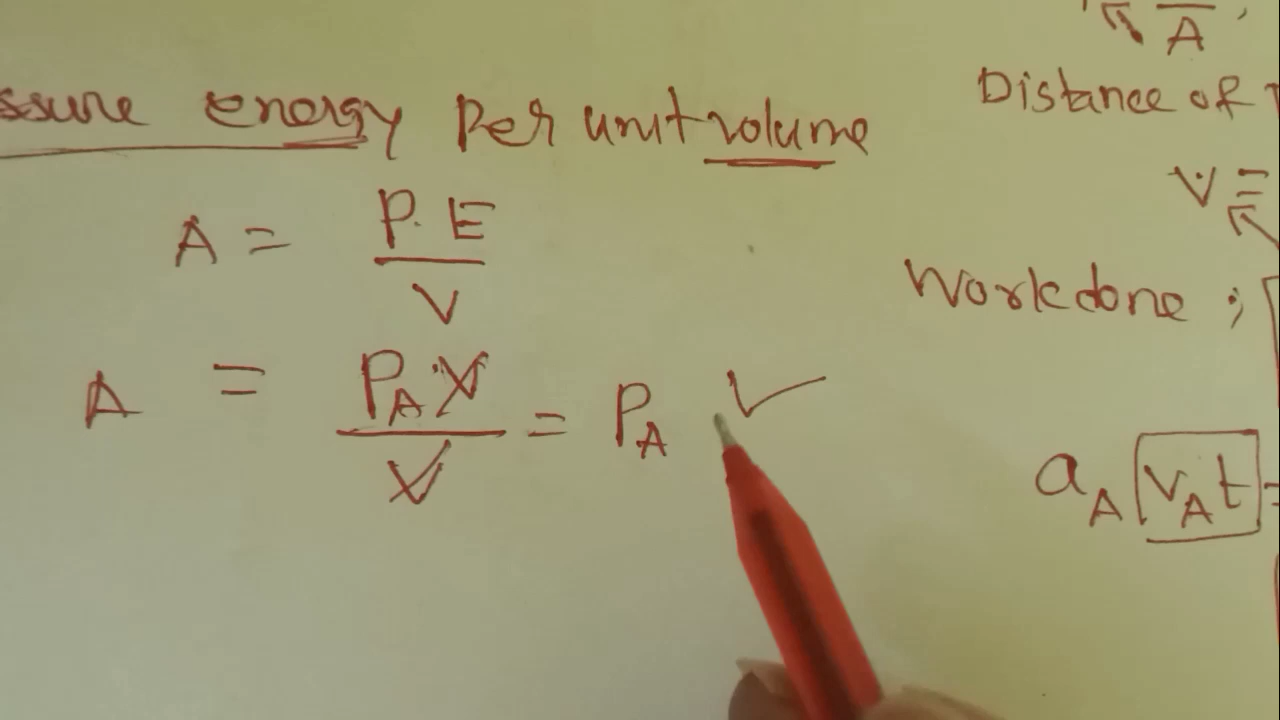 ssure energy Per unit volume
A = P.E / V
A = P_A V / V = P_A ✓
A
Distance of
V =
Workdone ;
a_A V_A t =